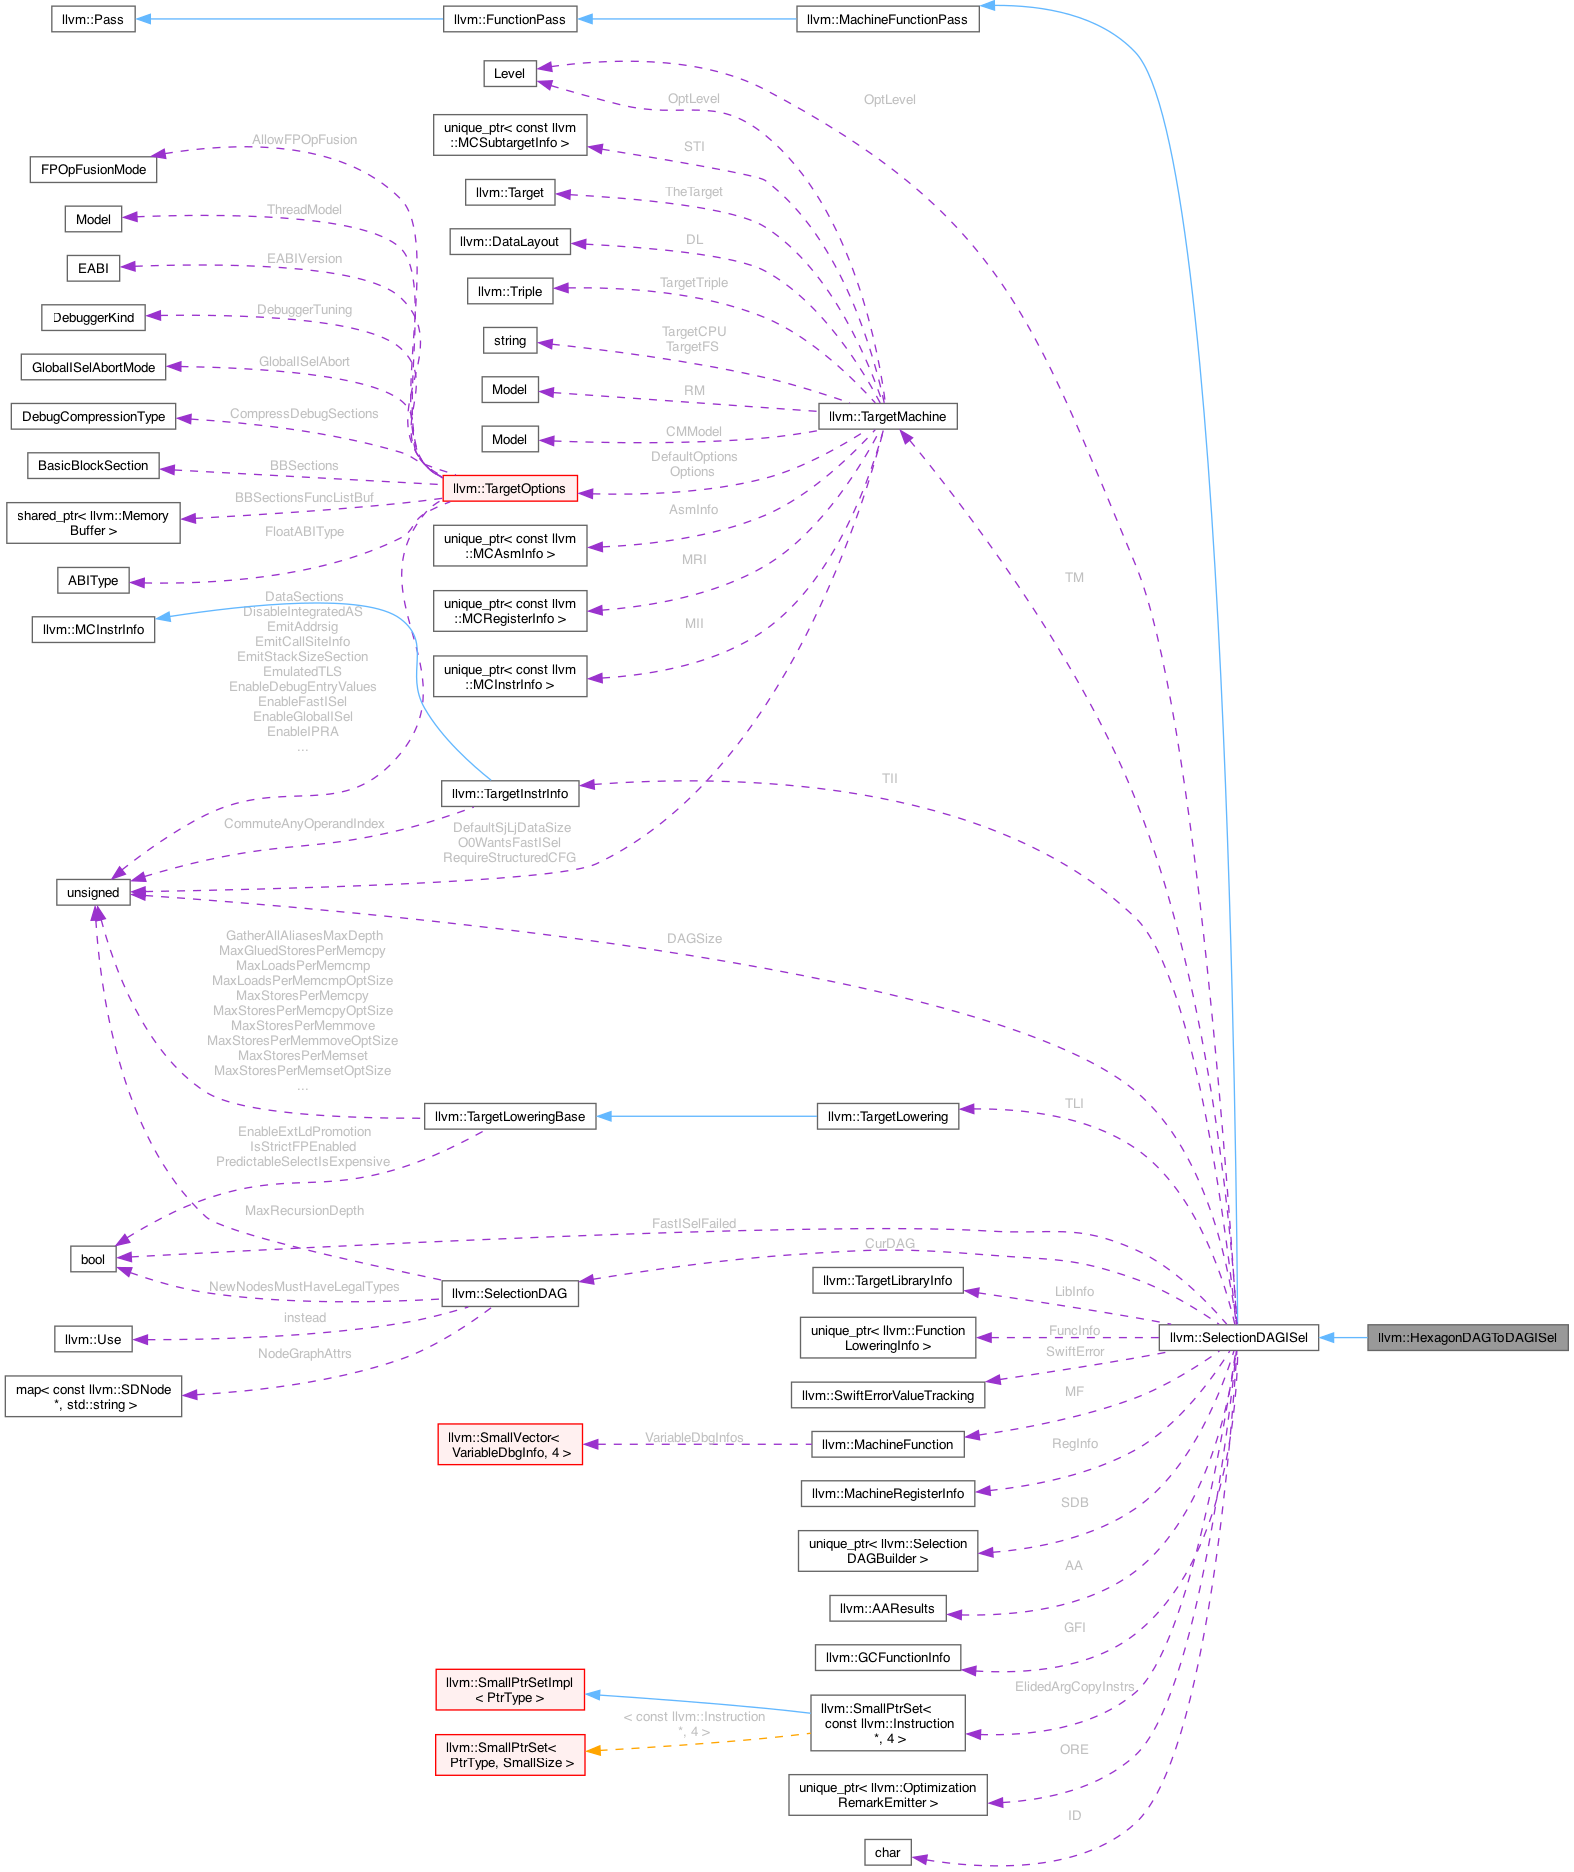 llvm::Pass
llvm::FunctionPass
llvm::MachineFunctionPass
Level
OptLevel
OptLevel
unique_ptr< const llvm
::MCSubtargetInfo >
STI
AllowFPOpFusion
FPOpFusionMode
llvm::Target
TheTarget
Model
ThreadModel
llvm::DataLayout
DL
EABI
EABIVersion
llvm::Triple
TargetTriple
DebuggerKind
DebuggerTuning
string
TargetCPU
TargetFS
GlobalISelAbortMode
GlobalISelAbort
Model
RM
DebugCompressionType
CompressDebugSections
llvm::TargetMachine
Model
CMModel
BasicBlockSection
BBSections
llvm::TargetOptions
DefaultOptions
Options
shared_ptr< llvm::Memory
Buffer >
BBSectionsFuncListBuf
AsmInfo
FloatABIType
unique_ptr< const llvm
::MCAsmInfo >
ABIType
MRI
TM
DataSections
DisableIntegratedAS
EmitAddrsig
EmitCallSiteInfo
EmitStackSizeSection
EmulatedTLS
EnableDebugEntryValues
EnableFastISel
EnableGlobalISel
EnableIPRA
...
llvm::MCInstrInfo
unique_ptr< const llvm
::MCRegisterInfo >
MII
unique_ptr< const llvm
::MCInstrInfo >
llvm::TargetInstrInfo
TII
CommuteAnyOperandIndex
DefaultSjLjDataSize
O0WantsFastISel
RequireStructuredCFG
unsigned
DAGSize
GatherAllAliasesMaxDepth
MaxGluedStoresPerMemcpy
MaxLoadsPerMemcmp
MaxLoadsPerMemcmpOptSize
MaxStoresPerMemcpy
MaxStoresPerMemcpyOptSize
MaxStoresPerMemmove
MaxStoresPerMemmoveOptSize
MaxStoresPerMemset
MaxStoresPerMemsetOptSize
...
llvm::TargetLoweringBase
llvm::TargetLowering
TLI
EnableExtLdPromotion
IsStrictFPEnabled
PredictableSelectIsExpensive
MaxRecursionDepth
FastISelFailed
CurDAG
bool
NewNodesMustHaveLegalTypes
llvm::SelectionDAG
llvm::TargetLibraryInfo
LibInfo
instead
llvm::Use
unique_ptr< llvm::Function
LoweringInfo >
FuncInfo
llvm::SelectionDAGISel
llvm::HexagonDAGToDAGISel
NodeGraphAttrs
SwiftError
map< const llvm::SDNode
*, std::string >
llvm::SwiftErrorValueTracking
MF
llvm::SmallVector<
VariableDbgInfo, 4 >
VariableDbgInfos
llvm::MachineFunction
RegInfo
llvm::MachineRegisterInfo
SDB
unique_ptr< llvm::Selection
DAGBuilder >
AA
llvm::AAResults
GFI
llvm::GCFunctionInfo
ElidedArgCopyInstrs
llvm::SmallPtrSetImpl
< PtrType >
llvm::SmallPtrSet<
const llvm::Instruction
*, 4 >
< const llvm::Instruction
*, 4 >
llvm::SmallPtrSet<
PtrType, SmallSize >
ORE
unique_ptr< llvm::Optimization
RemarkEmitter >
ID
char